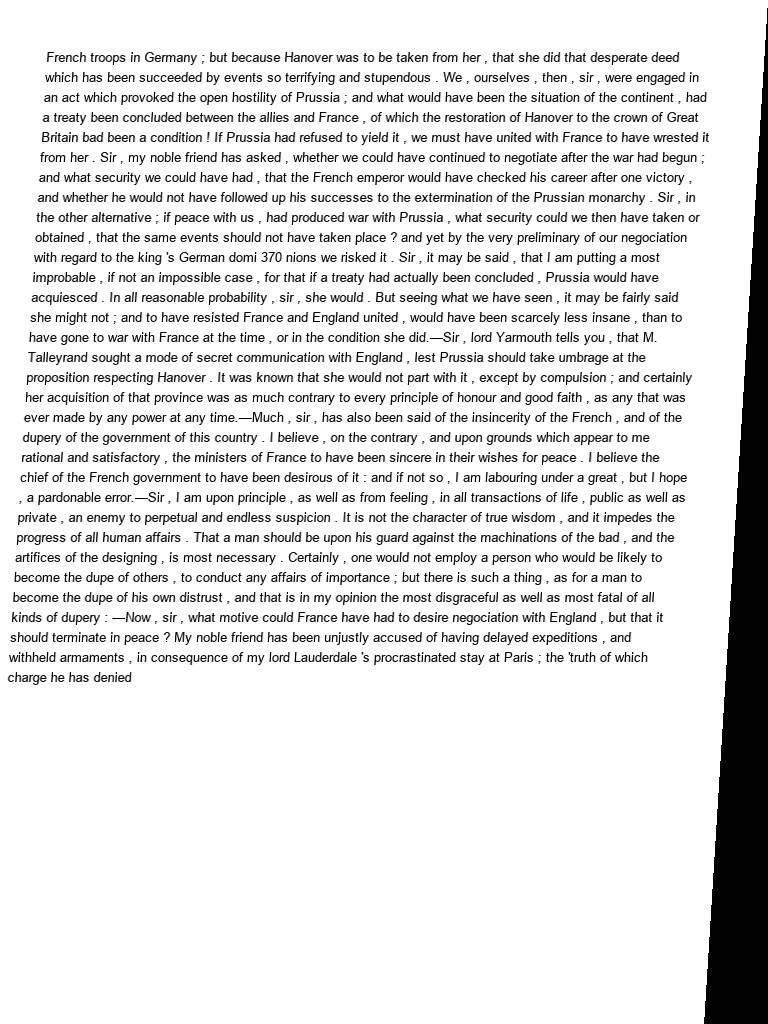 French troops in Germany ; but because Hanover was to be taken from her , that she did that desperate deed
which has been succeeded by events so terrifying and stupendous . We , ourselves , then , sir , were engaged in
an act which provoked the open hostility of Prussia ; and what would have been the situation of the continent , had
a treaty been concluded between the allies and France , of which the restoration of Hanover to the crown of Great
Britain bad been a condition ! If Prussia had refused to yield it , we must have united with France to have wrested it
from her . Sir , my noble friend has asked , whether we could have continued to negotiate after the war had begun ;
and what security we could have had , that the French emperor would have checked his career after one victory ,
and whether he would not have followed up his successes to the extermination of the Prussian monarchy . Sir , in
the other alternative ; if peace with us , had produced war with Prussia , what security could we then have taken or
obtained , that the same events should not have taken place ? and yet by the very preliminary of our negociation
with regard to the king 's German domi 370 nions we risked it . Sir , it may be said , that I am putting a most
improbable , if not an impossible case , for that if a treaty had actually been concluded , Prussia would have
acquiesced . In all reasonable probability , sir , she would . But seeing what we have seen , it may be fairly said
she might not ; and to have resisted France and England united , would have been scarcely less insane , than to
have gone to war with France at the time , or in the condition she did.—Sir , lord Yarmouth tells you , that M.
Talleyrand sought a mode of secret communication with England , lest Prussia should take umbrage at the
proposition respecting Hanover . It was known that she would not part with it , except by compulsion ; and certainly
her acquisition of that province was as much contrary to every principle of honour and good faith , as any that was
ever made by any power at any time.—Much , sir , has also been said of the insincerity of the French , and of the
dupery of the government of this country . I believe , on the contrary , and upon grounds which appear to me
rational and satisfactory , the ministers of France to have been sincere in their wishes for peace . I believe the
chief of the French government to have been desirous of it : and if not so , I am labouring under a great , but I hope
, a pardonable error.—Sir , I am upon principle , as well as from feeling , in all transactions of life , public as well as
private , an enemy to perpetual and endless suspicion . It is not the character of true wisdom , and it impedes the
progress of all human affairs . That a man should be upon his guard against the machinations of the bad , and the
artifices of the designing , is most necessary . Certainly , one would not employ a person who would be likely to
become the dupe of others , to conduct any affairs of importance ; but there is such a thing , as for a man to
become the dupe of his own distrust , and that is in my opinion the most disgraceful as well as most fatal of all
kinds of dupery : —Now , sir , what motive could France have had to desire negociation with England , but that it
should terminate in peace ? My noble friend has been unjustly accused of having delayed expeditions , and
withheld armaments , in consequence of my lord Lauderdale 's procrastinated stay at Paris ; the 'truth of which
charge he has denied